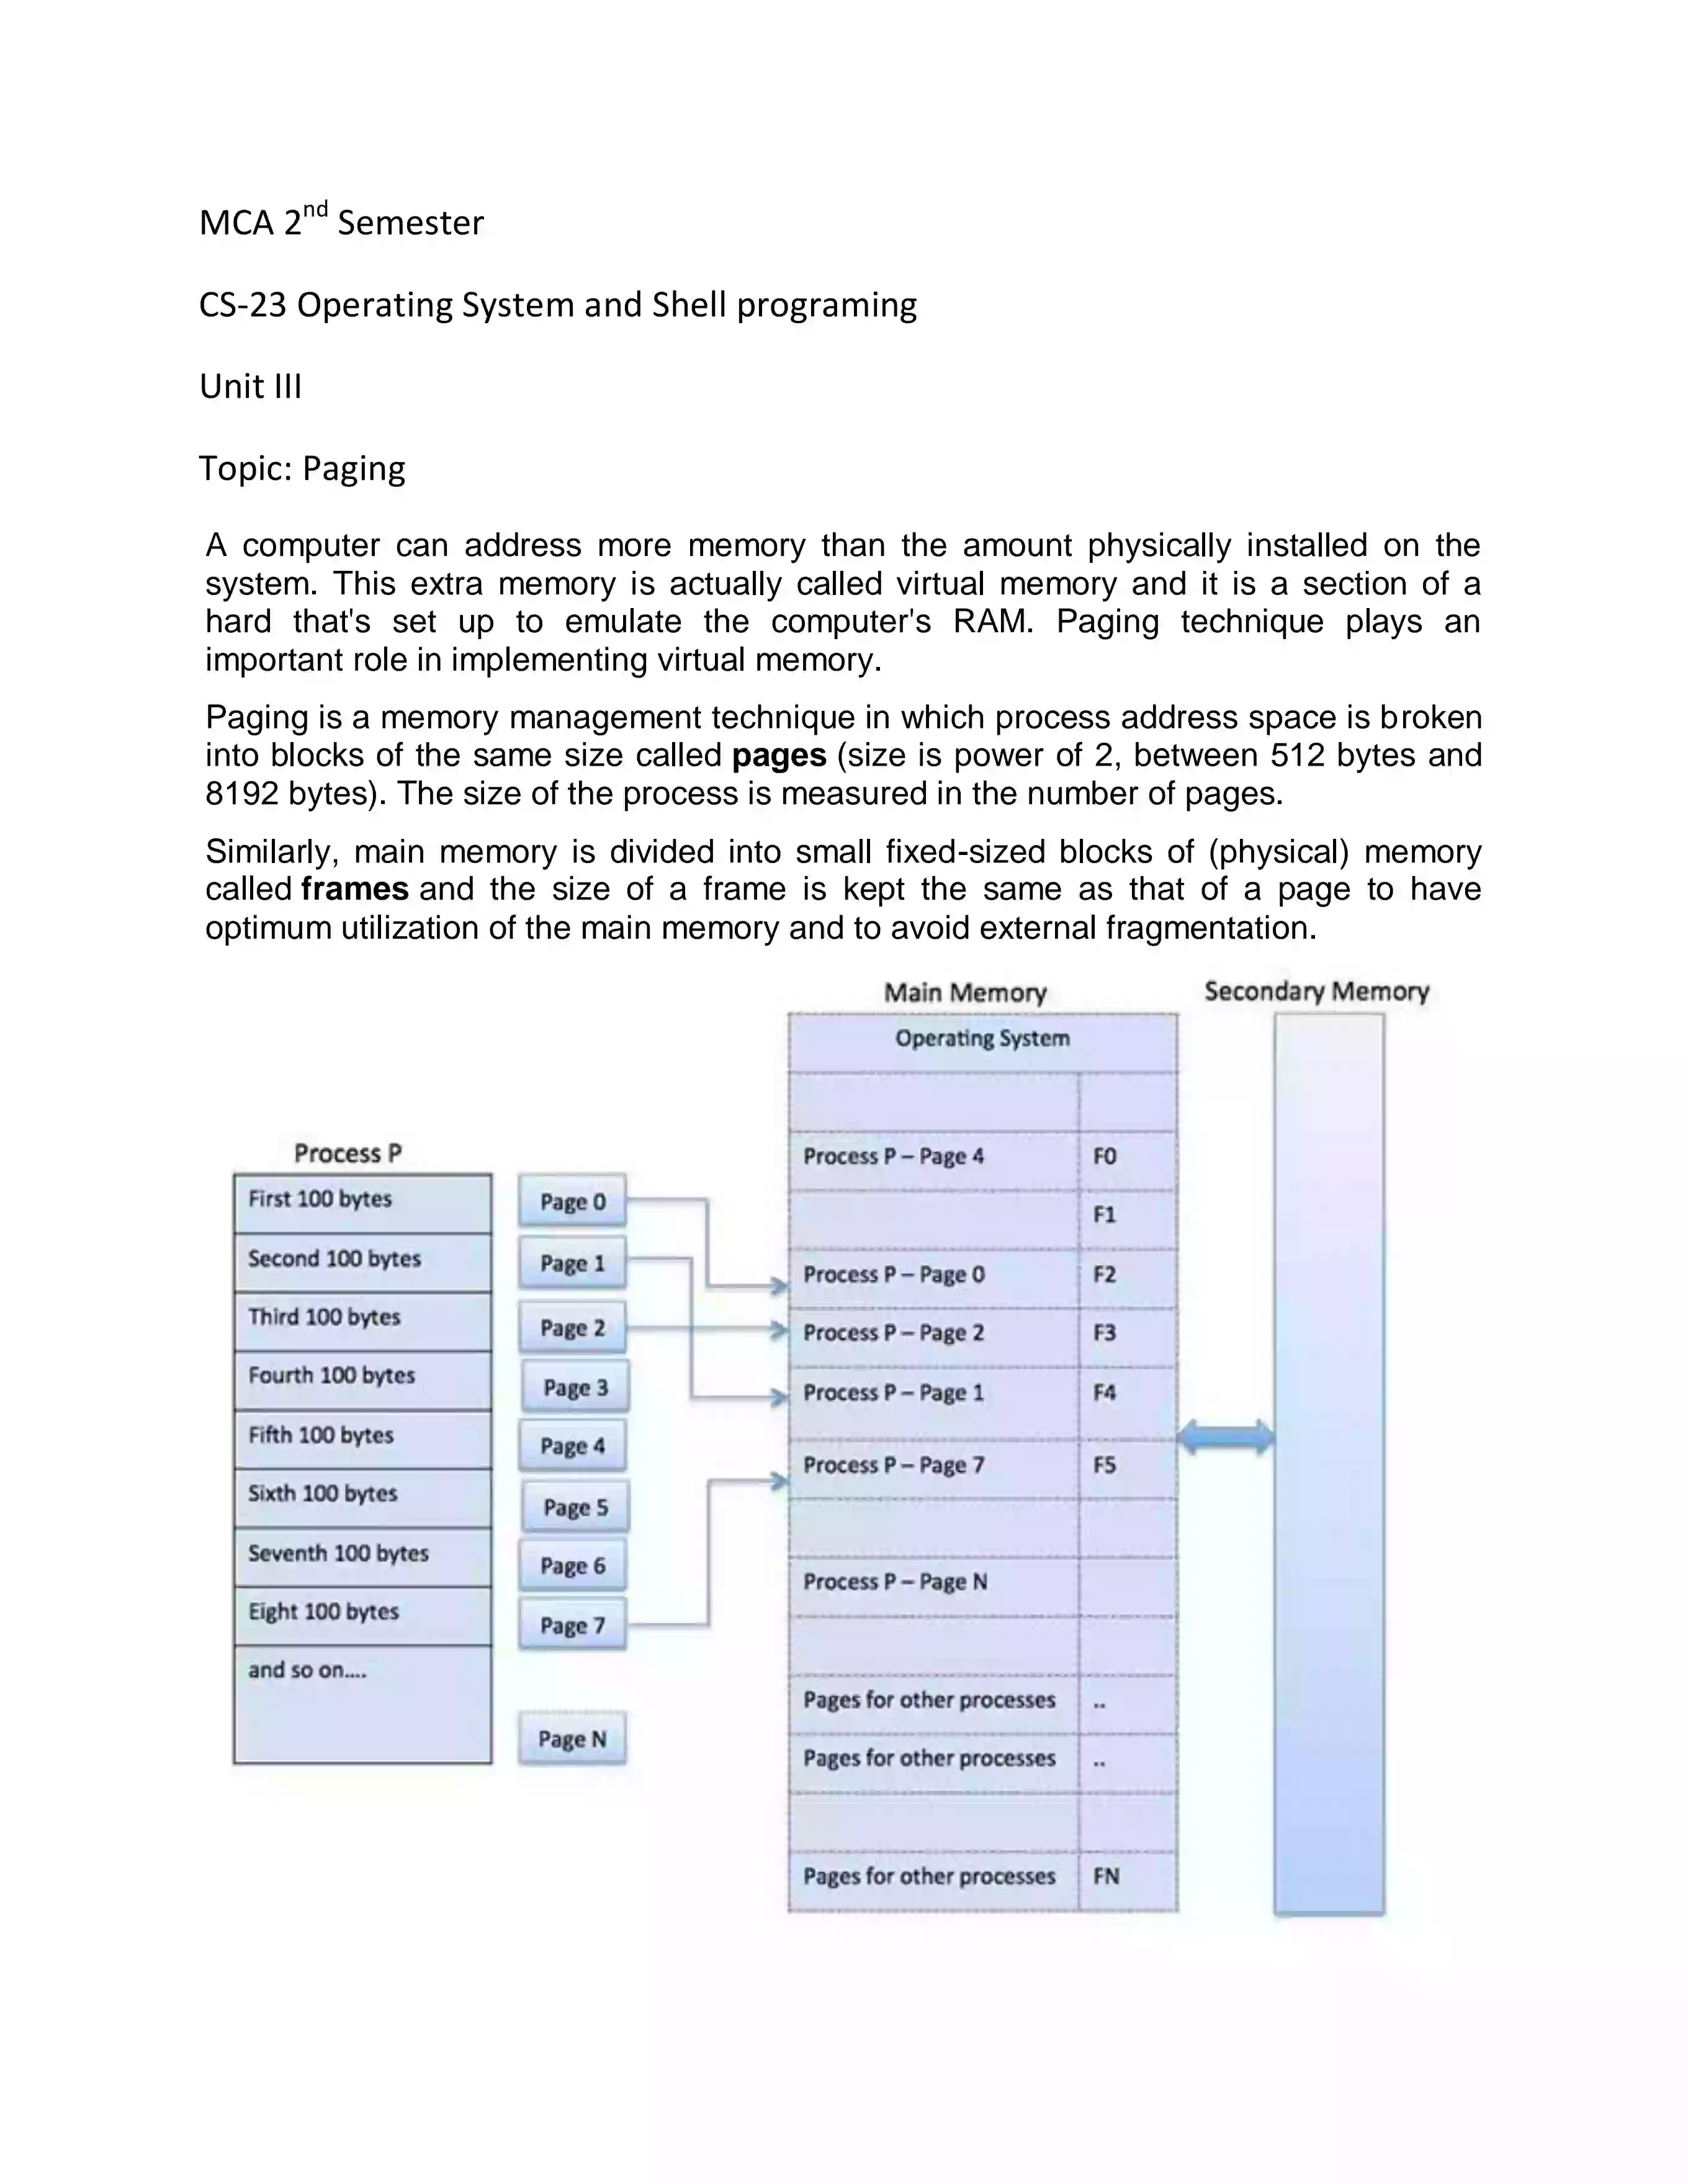 MCA 2nd Semester
CS-23 Operating System and Shell programing
Unit III
Topic: Paging
A computer can address more memory than the amount physically installed on the
system. This extra memory is actually called virtual memory and it is a section of a
hard that's set up to emulate the computer's RAM. Paging technique plays an
important role in implementing virtual memory.
Paging is a memory management technique in which process address space is broken
into blocks of the same size called pages (size is power of 2, between 512 bytes and
8192 bytes). The size of the process is measured in the number of pages.
Similarly, main memory is divided into small fixed-sized blocks of (physical) memory
called frames and the size of a frame is kept the same as that of a page to have
optimum utilization of the main memory and to avoid external fragmentation.
Process P
First 100 bytes
Second 100 bytes
Third 100 bytes
Fourth 100 bytes
Fifth 100 bytes
Sixth 100 bytes
Seventh 100 bytes
Eight 100 bytes
and so on....
Page 0
Page 1
Page 2
Page 3
Page 4
Page 5
Page 6
Page 7
Page N
Main Memory
Operating System
Process P – Page 4 F0
F1
Process P – Page 0 F2
Process P – Page 2 F3
Process P – Page 1 F4
Process P – Page 7 F5
Process P – Page N
Pages for other processes ..
Pages for other processes ..
Pages for other processes FN
Secondary Memory